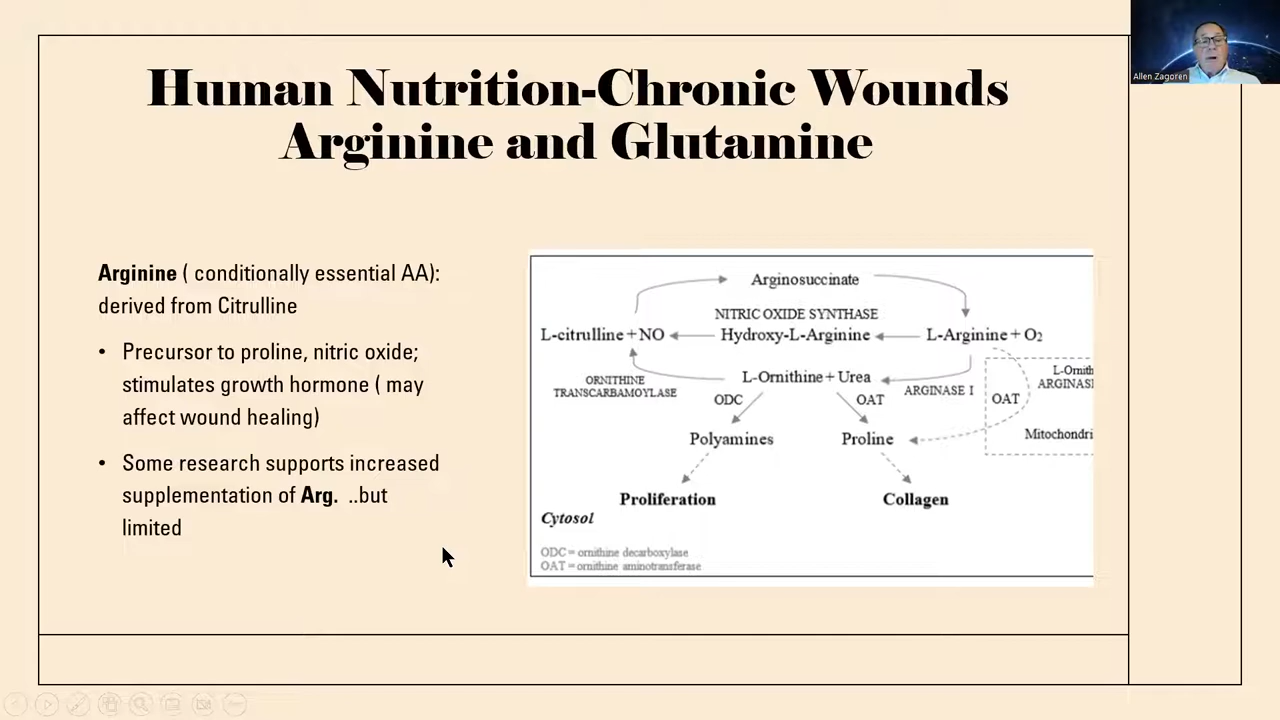 Allen Zagoren
Human Nutrition-Chronic Wounds
Arginine and Glutamine
Arginine ( conditionally essential AA):
derived from Citrulline
• Precursor to proline, nitric oxide;
stimulates growth hormone ( may
affect wound healing)
• Some research supports increased
supplementation of Arg. ..but
limited
Arginosuccinate
NITRIC OXIDE SYNTHASE
L-citrulline + NO
Hydroxy-L-Arginine
L-Arginine + O2
L-Ornithine + Urea
ORNITHINE
TRANSCARBAMOYLASE
ODC
OAT
ARGINASE I
OAT
L-Ornith
ARGINAS
Polyamines
Proline
Mitochondri
Proliferation
Collagen
Cytosol
ODC = ornithine decarboxylase
OAT = ornithine aminotransferase